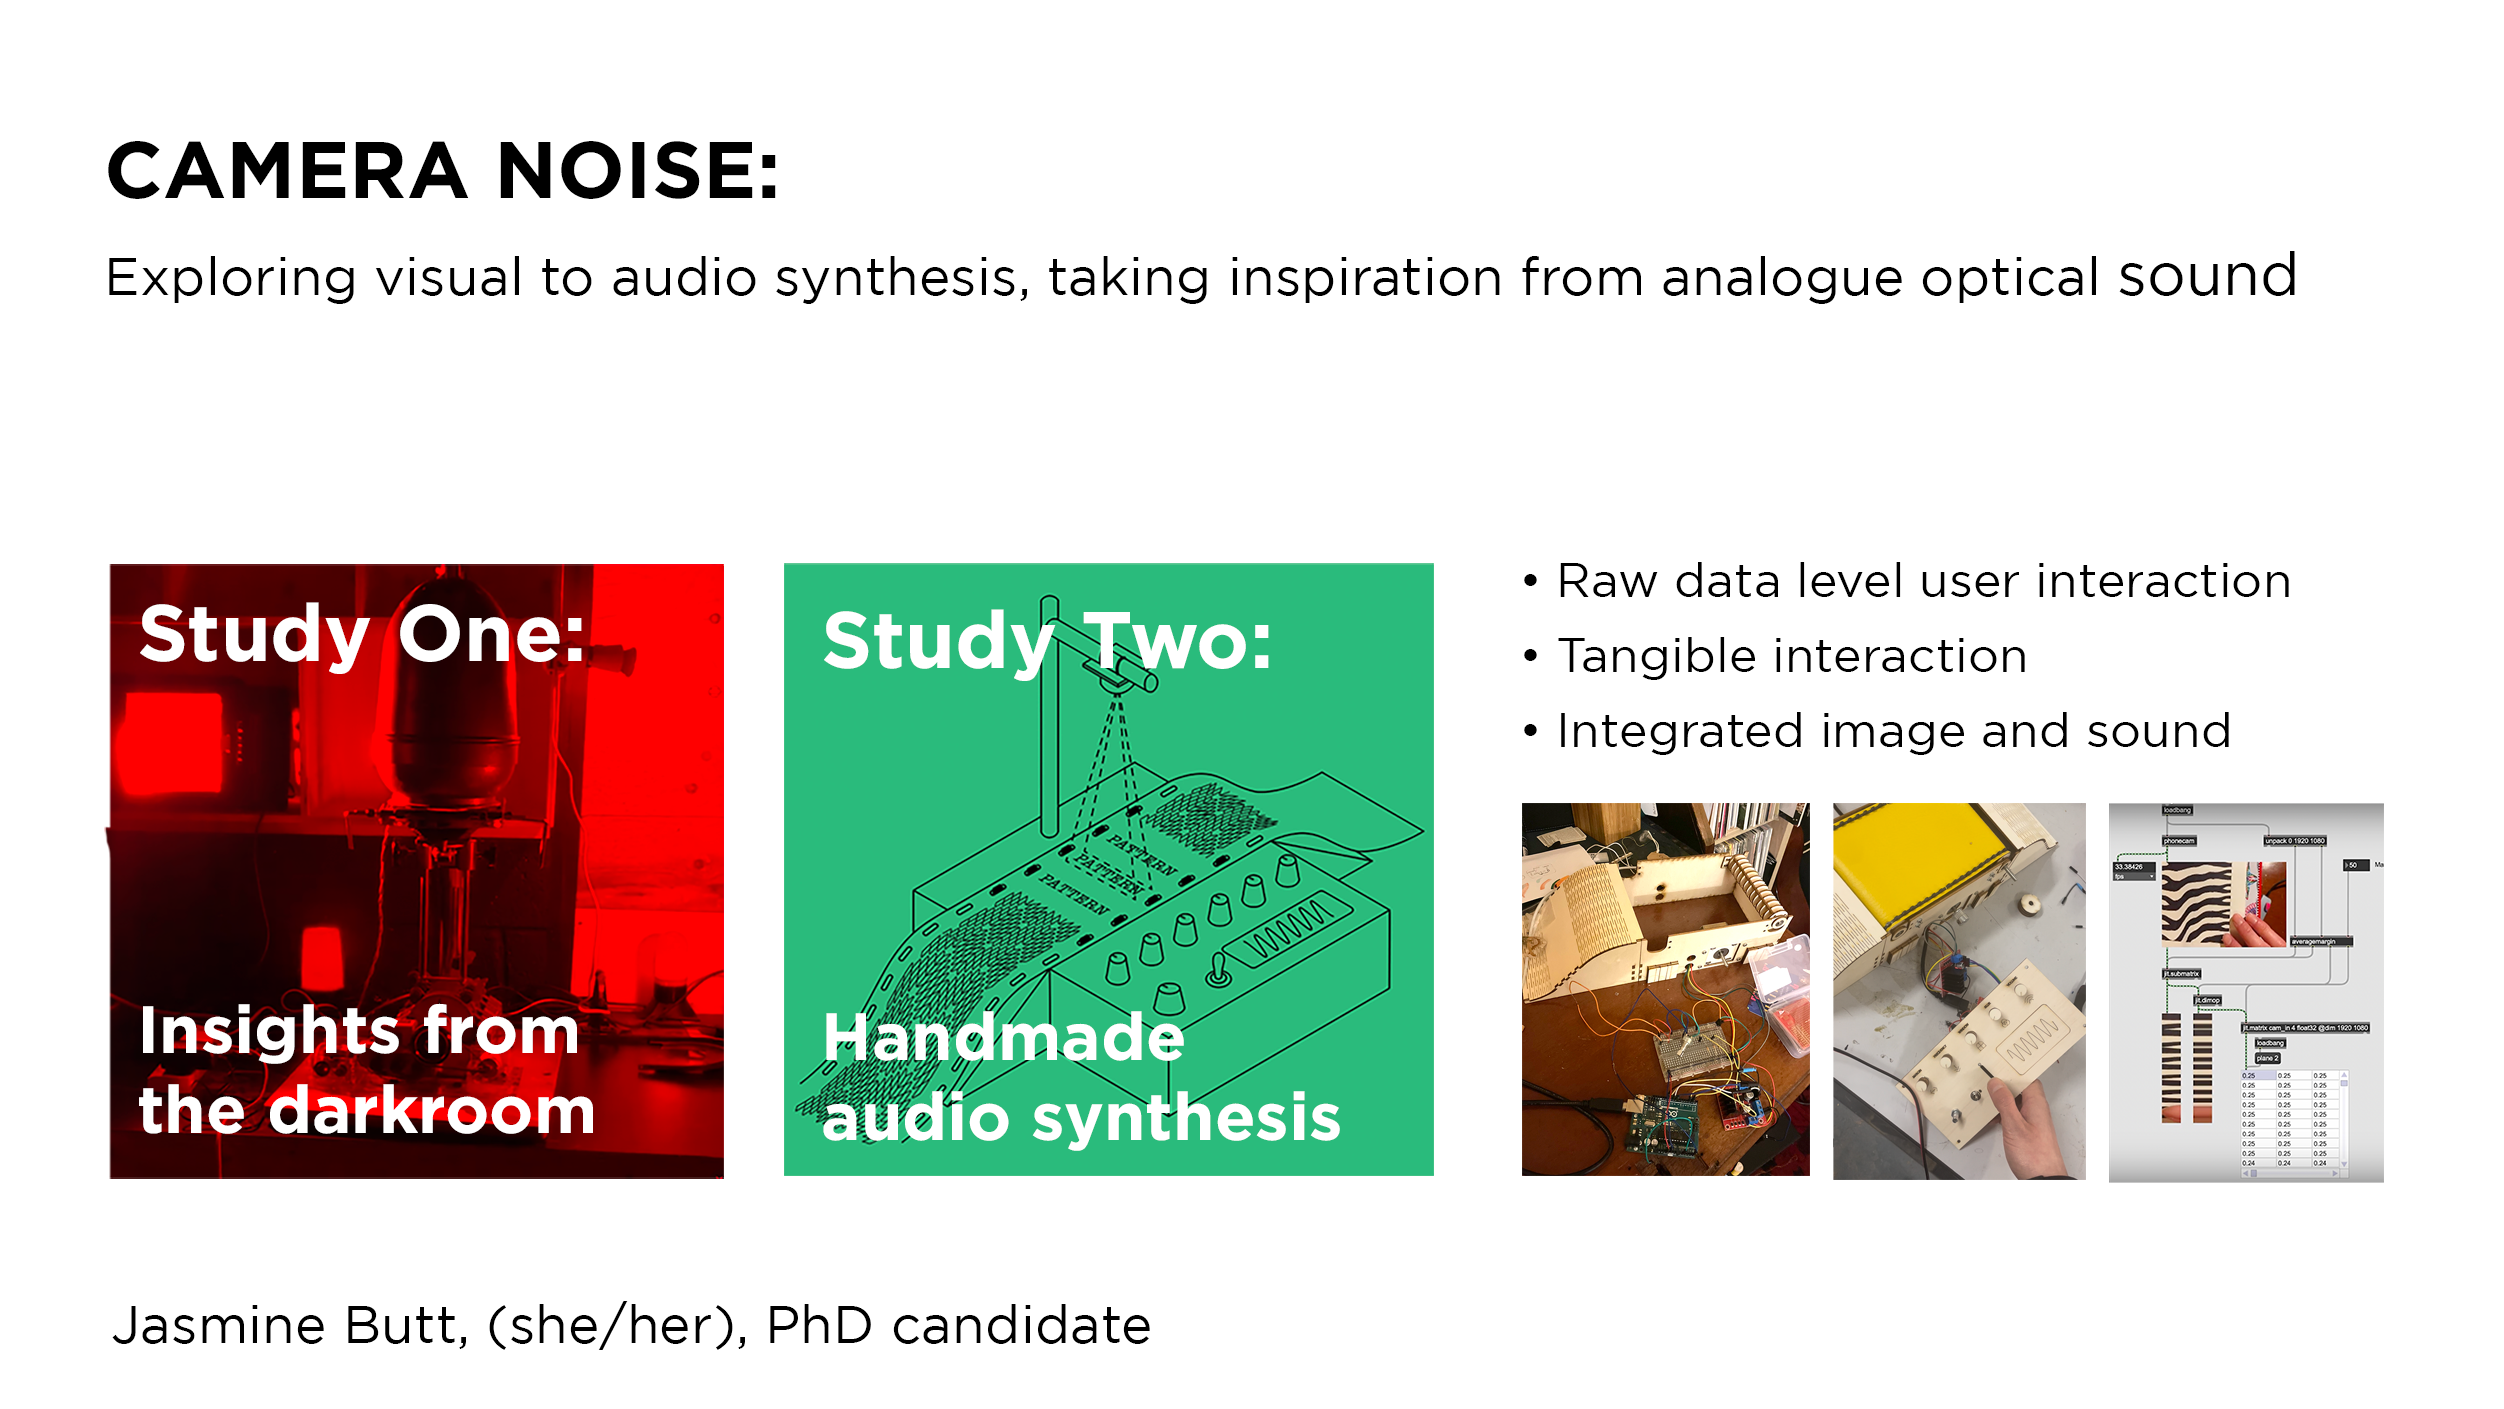 CAMERA NOISE:
Exploring visual to audio synthesis, taking inspiration from analogue optical sound
Study One:
Insights from
the darkroom
Study Two:
PATTERN
PATTERN
PATTERN
Handmade
audio synthesis
• Raw data level user interaction
• Tangible interaction
• Integrated image and sound
loadbang
phonecam
unpack 0 1920 1080
33.38426
fps
50
Ma
averagemargin
jit.submatrix
jit.dimop
jit.matrix cam_in 4 float32 @dim 1920 1080
loadbang
plane 2
0.25 0.25 0.25
0.25 0.25 0.25
0.25 0.25 0.25
0.25 0.25 0.25
0.25 0.25 0.25
0.25 0.25 0.25
0.25 0.25 0.25
0.25 0.25 0.25
0.25 0.25 0.25
0.24 0.24 0.24
Jasmine Butt, (she/her), PhD candidate